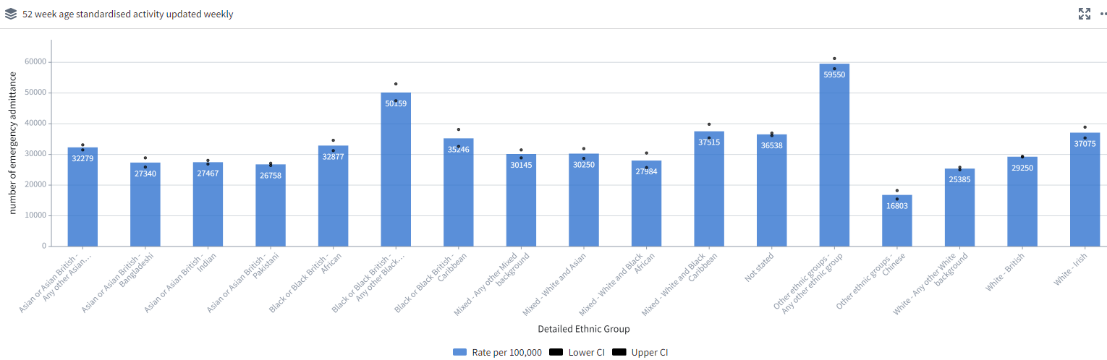 52 week age standardised activity updated weekly
number of emergency admittance
60000
50000
40000
30000
20000
10000
0
32279
27340
27467
26758
32877
50159
35246
30145
30250
27984
37515
36538
59550
16803
25385
29250
37075
Asian or Asian British -
Any other Asian...
Asian or Asian British -
Bangladeshi
Asian or Asian British -
Indian
Asian or Asian British -
Pakistani
Black or Black British -
African
Black or Black British -
Any other Black...
Black or Black British -
Caribbean
Mixed - Any other Mixed
background
Mixed - White and Asian
Mixed - White and Black
African
Mixed - White and Black
Caribbean
Not stated
Other ethnic groups -
Any other ethnic group
Other ethnic groups -
Chinese
White - Any other White
background
White - British
White - Irish
Detailed Ethnic Group
Rate per 100,000
Lower CI
Upper CI